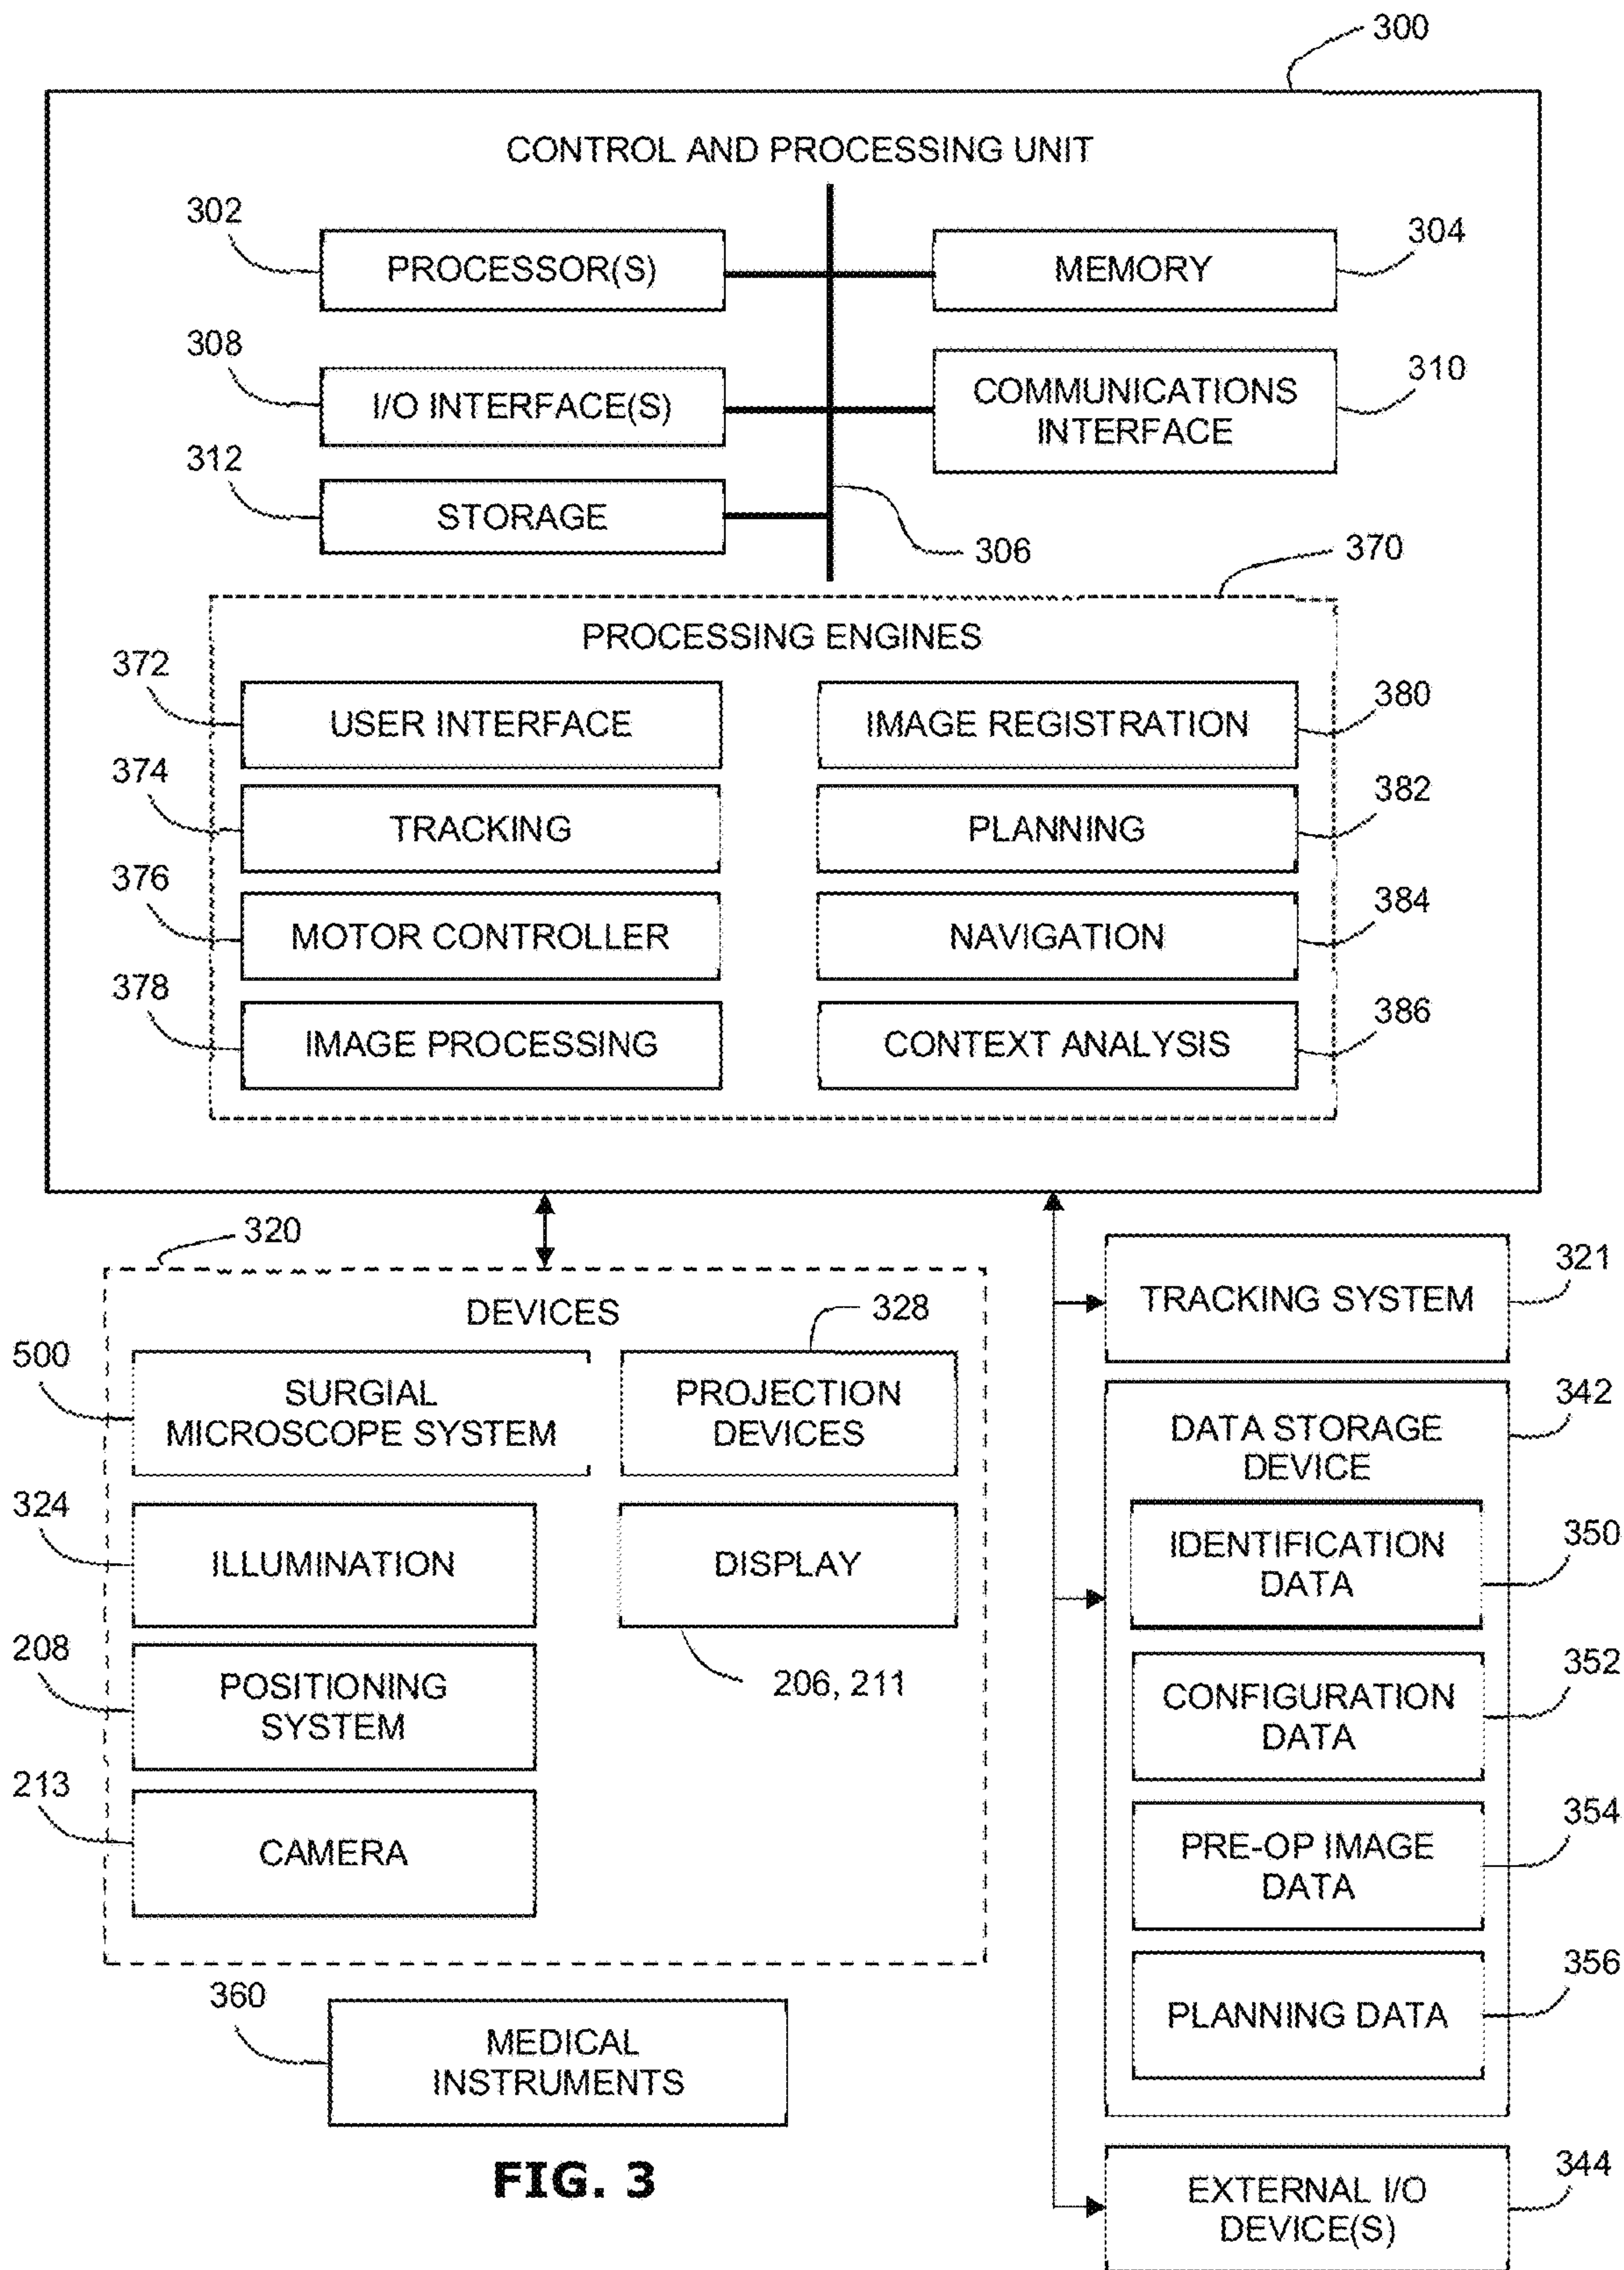 300
CONTROL AND PROCESSING UNIT
302
PROCESSOR(S)
MEMORY
304
308
I/O INTERFACE(S)
COMMUNICATIONS
INTERFACE
310
312
STORAGE
306
370
PROCESSING ENGINES
372
USER INTERFACE
IMAGE REGISTRATION
380
374
TRACKING
PLANNING
382
376
MOTOR CONTROLLER
NAVIGATION
384
378
IMAGE PROCESSING
CONTEXT ANALYSIS
386
320
DEVICES
328
500
SURGIAL
MICROSCOPE SYSTEM
PROJECTION
DEVICES
324
ILLUMINATION
DISPLAY
206, 211
208
POSITIONING
SYSTEM
213
CAMERA
360
MEDICAL
INSTRUMENTS
TRACKING SYSTEM
321
DATA STORAGE
DEVICE
342
IDENTIFICATION
DATA
350
CONFIGURATION
DATA
352
PRE-OP IMAGE
DATA
354
PLANNING DATA
356
EXTERNAL I/O
DEVICE(S)
344
FIG. 3